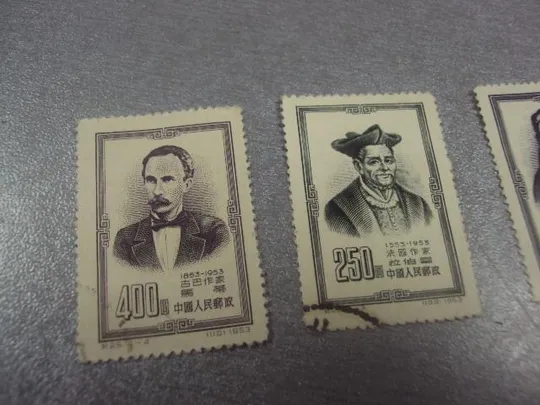 1853-1953
古巴作家
馬蒂
400圓 中國人民郵政
1953
1553-1953
法國作家
拉伯雷
250圓 中國人民郵政
1953